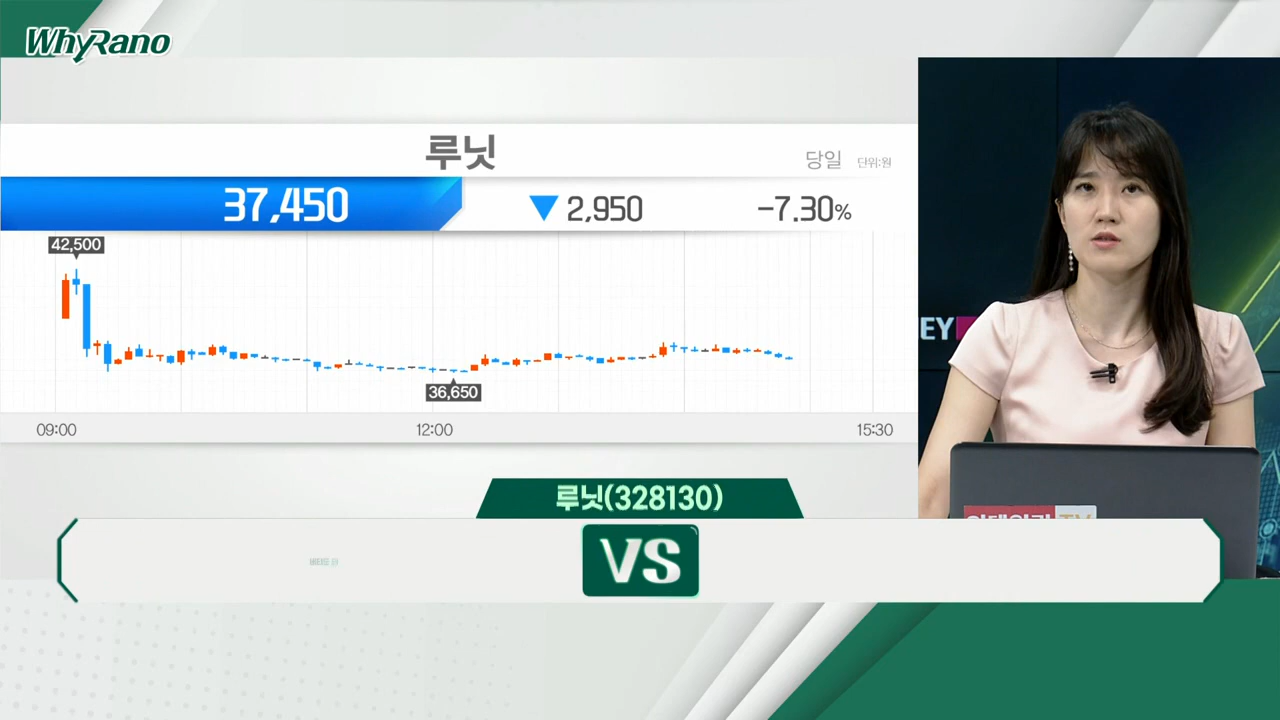 WhyRano
루닛
당일 단위:원
37,450 ▼ 2,950 -7.30%
42,500
36,650
09:00 12:00 15:30
EY
루닛(328130)
VS